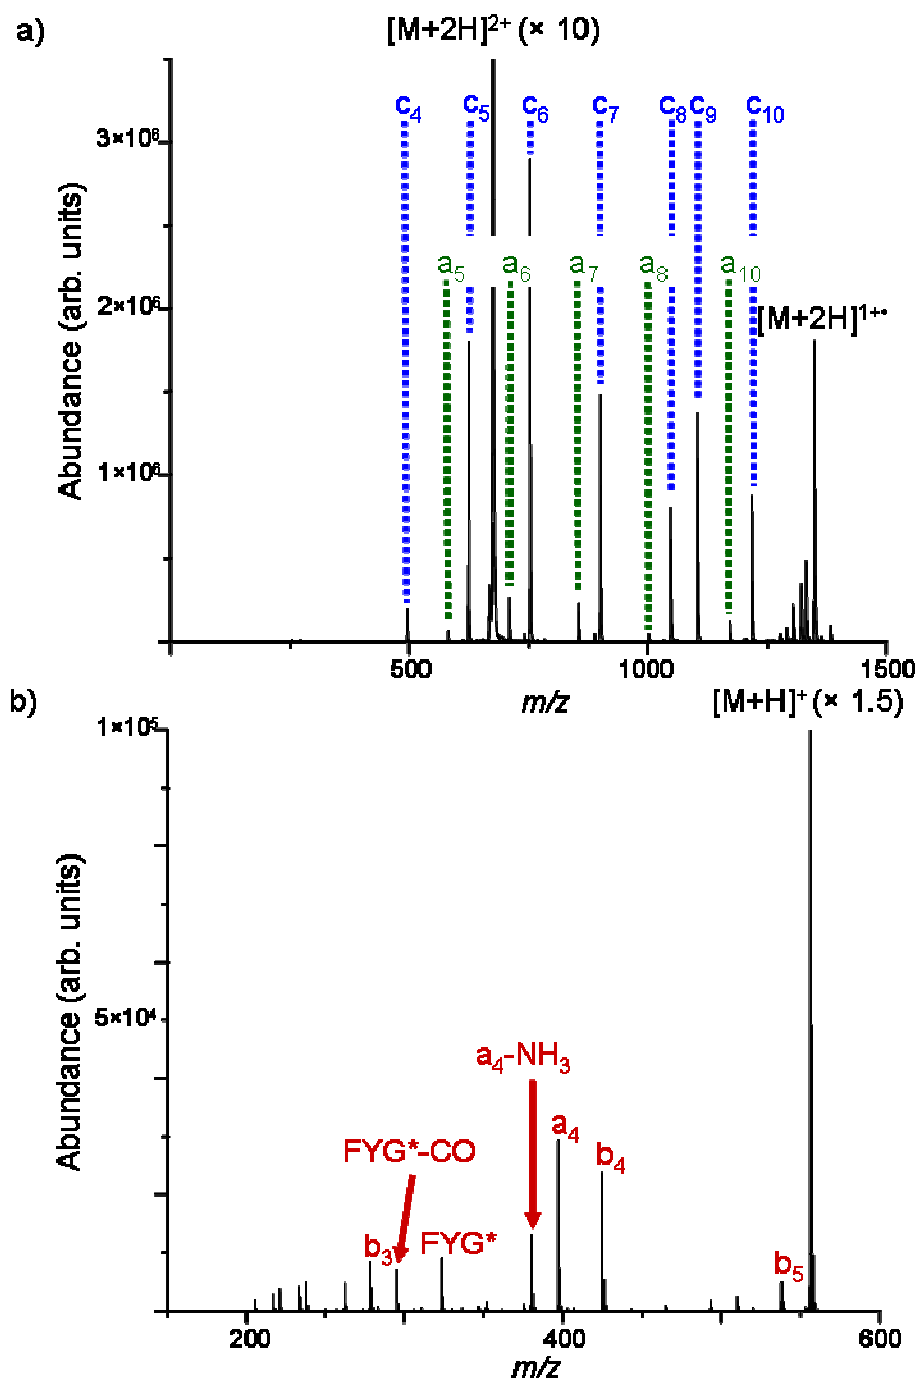 a)
[M+2H]2+ (× 10)
c4 c5 c6 c7 c8 c9 c10
3×10⁶
a5 a6 a7 a8 a10
2×10⁶
[M+2H]1+•
1×10⁶
Abundance (arb. units)
500 1000 1500
m/z
b)
[M+H]+ (× 1.5)
1×10⁵
5×10⁴
a4-NH3
a4
FYG*-CO
b4
b3 FYG*
b5
Abundance (arb. units)
200 400 600
m/z